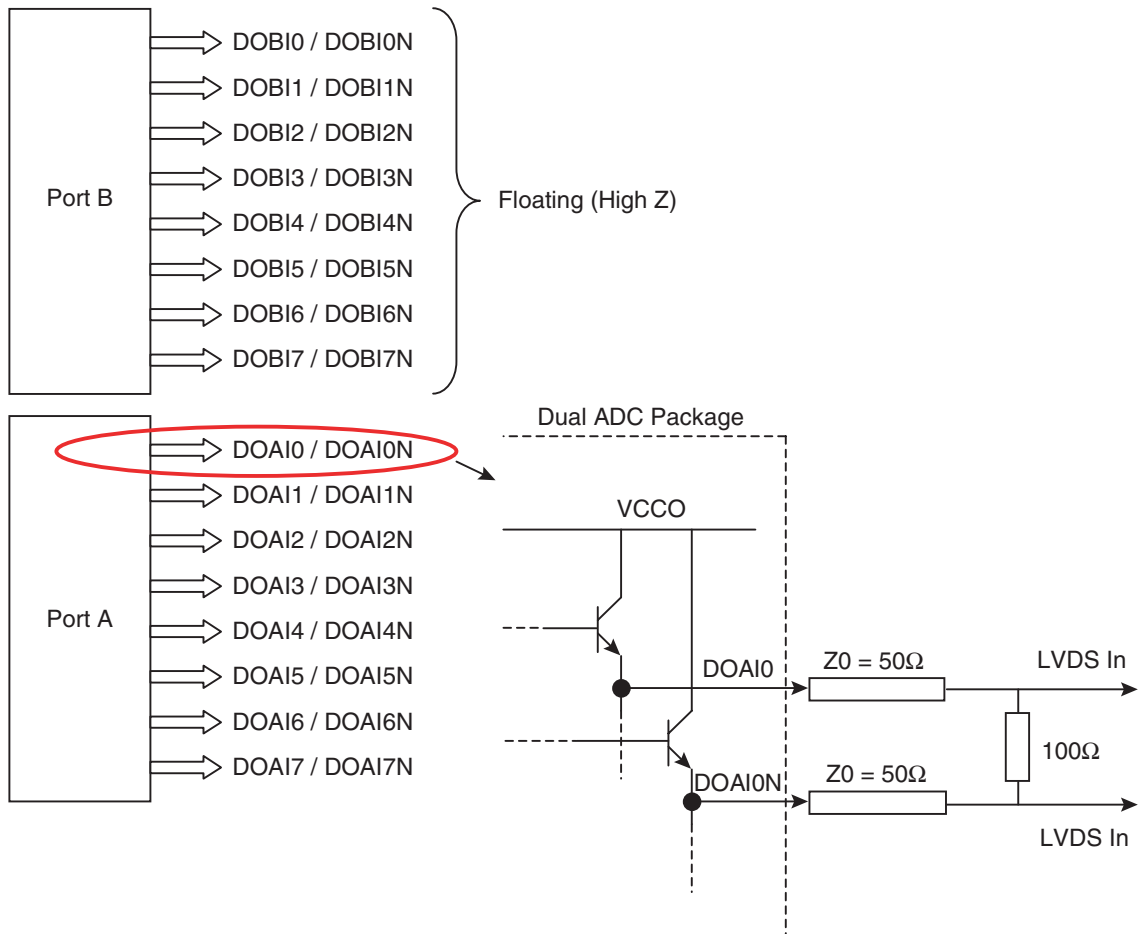 Port B
DOBI0 / DOBI0N
DOBI1 / DOBI1N
DOBI2 / DOBI2N
DOBI3 / DOBI3N
DOBI4 / DOBI4N
DOBI5 / DOBI5N
DOBI6 / DOBI6N
DOBI7 / DOBI7N
Floating (High Z)
Port A
DOAI0 / DOAI0N
DOAI1 / DOAI1N
DOAI2 / DOAI2N
DOAI3 / DOAI3N
DOAI4 / DOAI4N
DOAI5 / DOAI5N
DOAI6 / DOAI6N
DOAI7 / DOAI7N
Dual ADC Package
VCCO
DOAI0
Z0 = 50Ω
LVDS In
100Ω
DOAI0N
Z0 = 50Ω
LVDS In